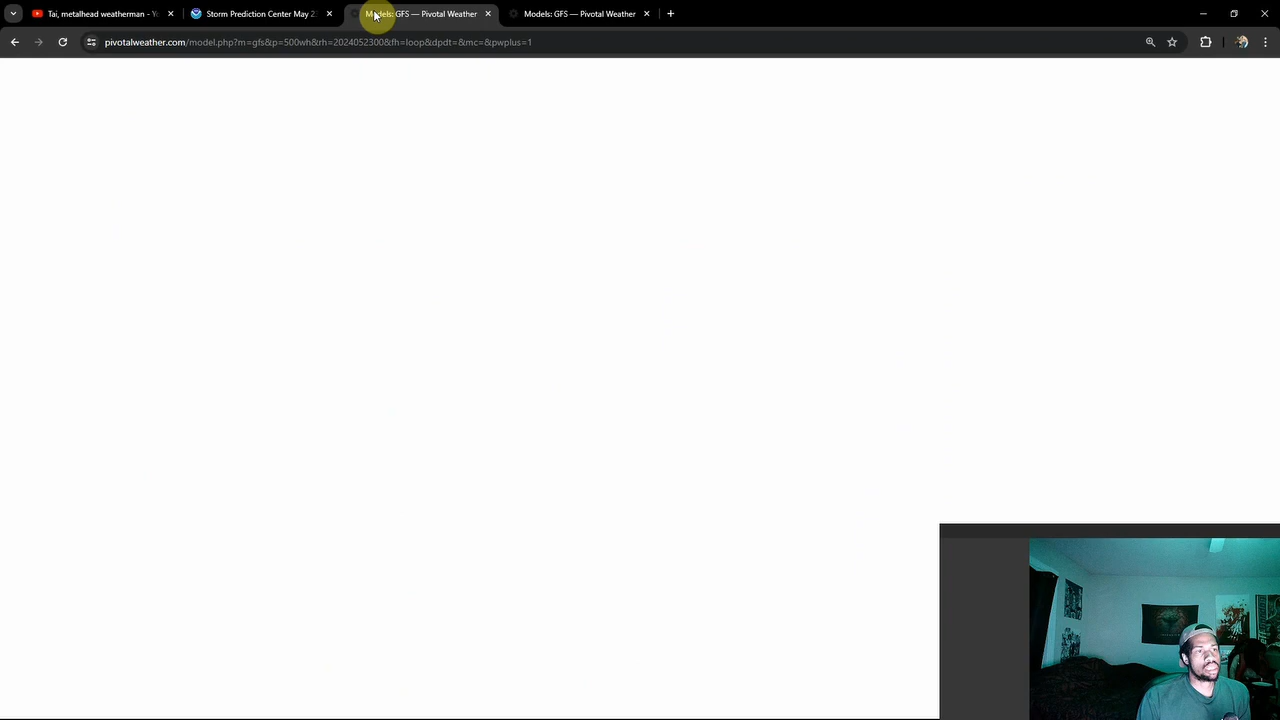 Tai, metalhead weatherman - Yo
Storm Prediction Center May 2
Models: GFS — Pivotal Weather
Models: GFS — Pivotal Weather
pivotalweather.com/model.php?m=gfs&p=500wh&rh=2024052300&fh=loop&dpdt=&mc=&pwplus=1